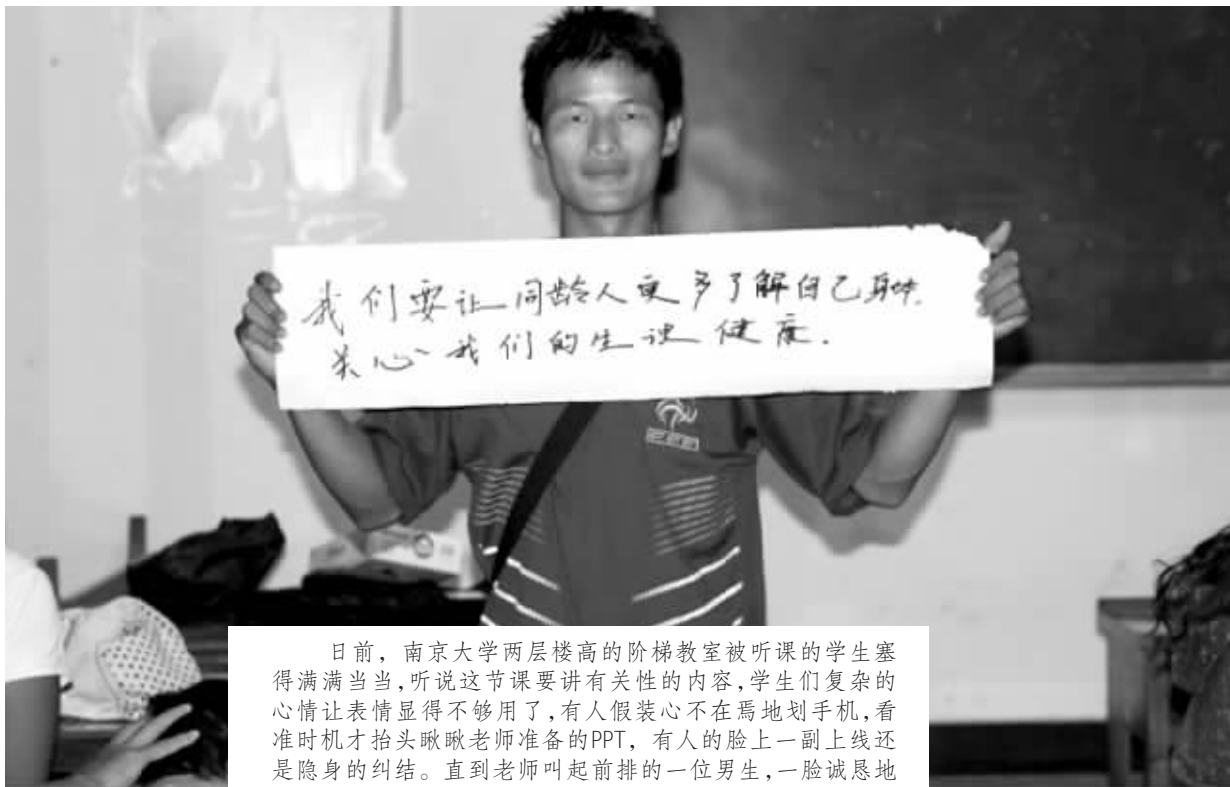 我们要让同龄人更多了解自己身体.
关心我们的生 健康.
日前，南京大学两层楼高的阶梯教室被听课的学生塞
得满满当当,听说这节课要讲有关性的内容,学生们复杂的
心情让表情显得不够用了,有人假装心不在焉地划手机,看
准时机才抬头瞅瞅老师准备的PPT，有人的脸上一副上线还
是隐身的纠结。直到老师叫起前排的一位男生,一脸诚恳地